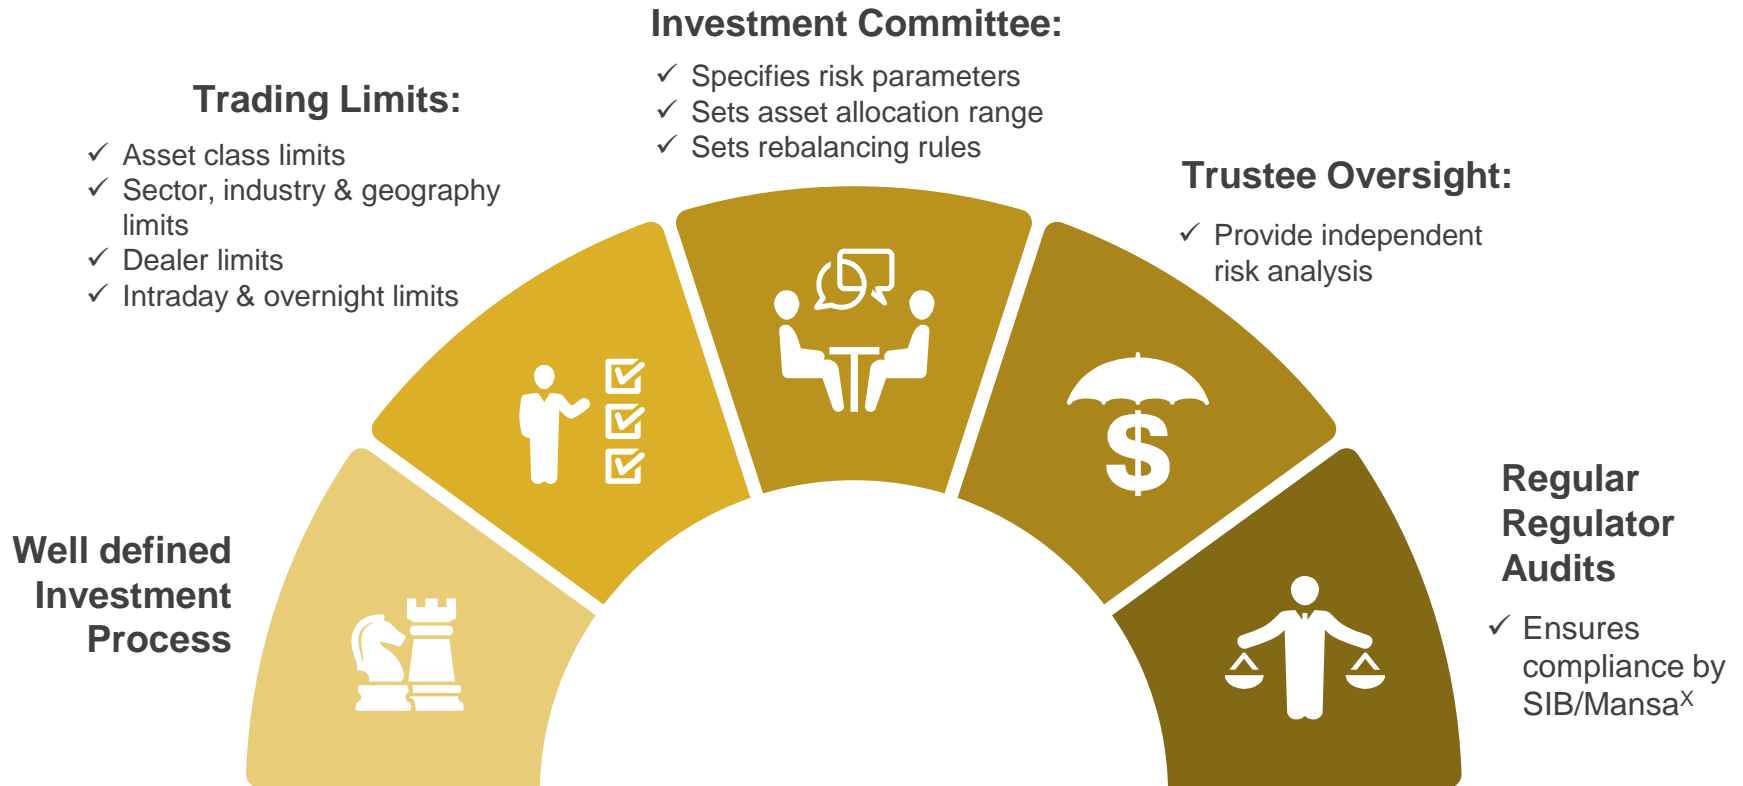 Well defined
Investment
Process
Trading Limits:
✓ Asset class limits
✓ Sector, industry & geography
limits
✓ Dealer limits
✓ Intraday & overnight limits
Investment Committee:
✓ Specifies risk parameters
✓ Sets asset allocation range
✓ Sets rebalancing rules
Trustee Oversight:
✓ Provide independent
risk analysis
Regular
Regulator
Audits
✓ Ensures
compliance by
SIB/Mansaˣ
$